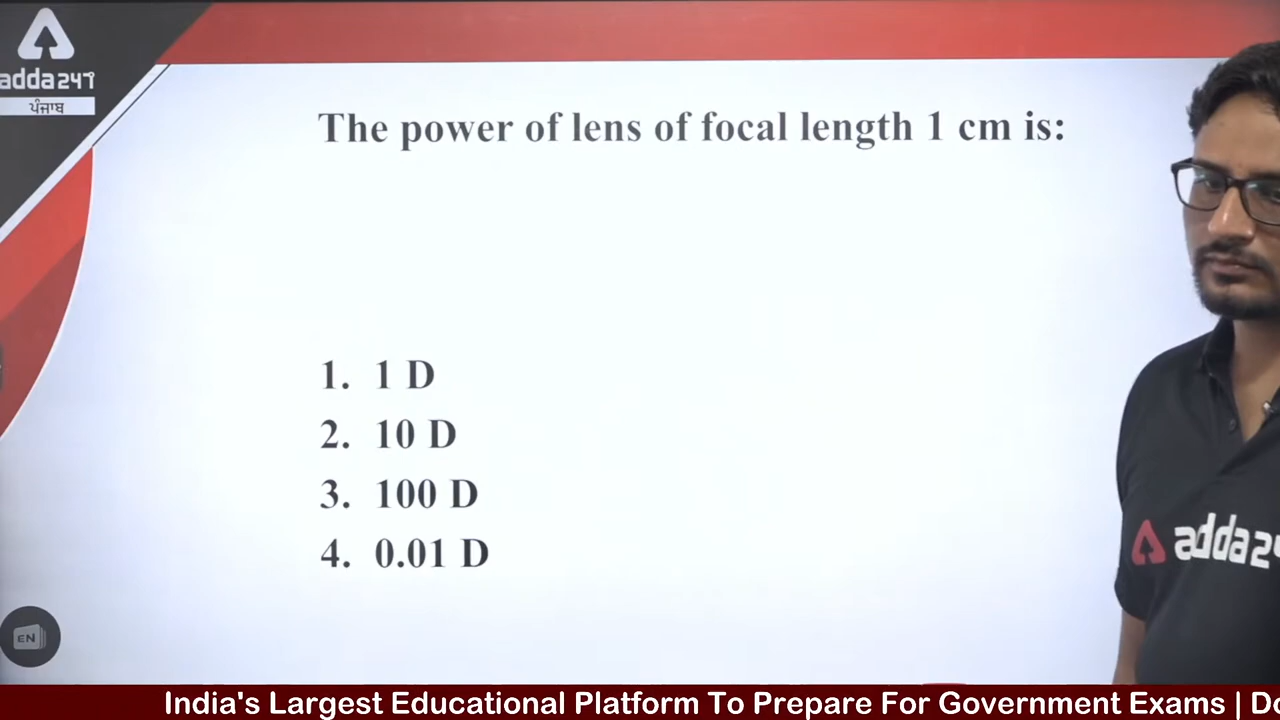 adda247
ਪੰਜਾਬ
The power of lens of focal length 1 cm is:
1. 1 D
2. 10 D
3. 100 D
4. 0.01 D
EN
adda2
India's Largest Educational Platform To Prepare For Government Exams | Do